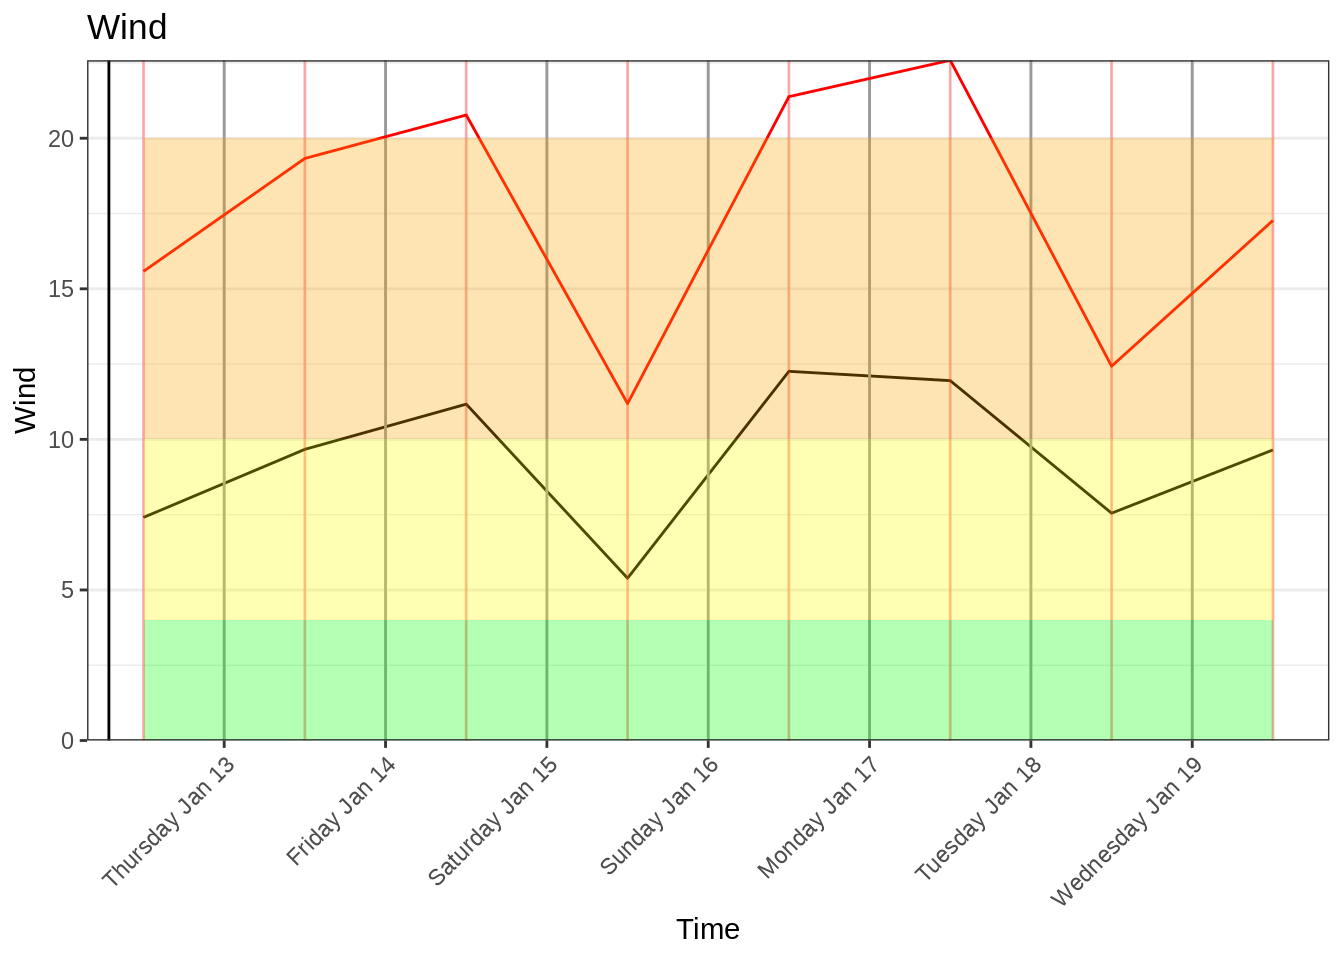 Wind
Wind
20
15
10
5
0
Thursday Jan 13
Friday Jan 14
Saturday Jan 15
Sunday Jan 16
Monday Jan 17
Tuesday Jan 18
Wednesday Jan 19
Time